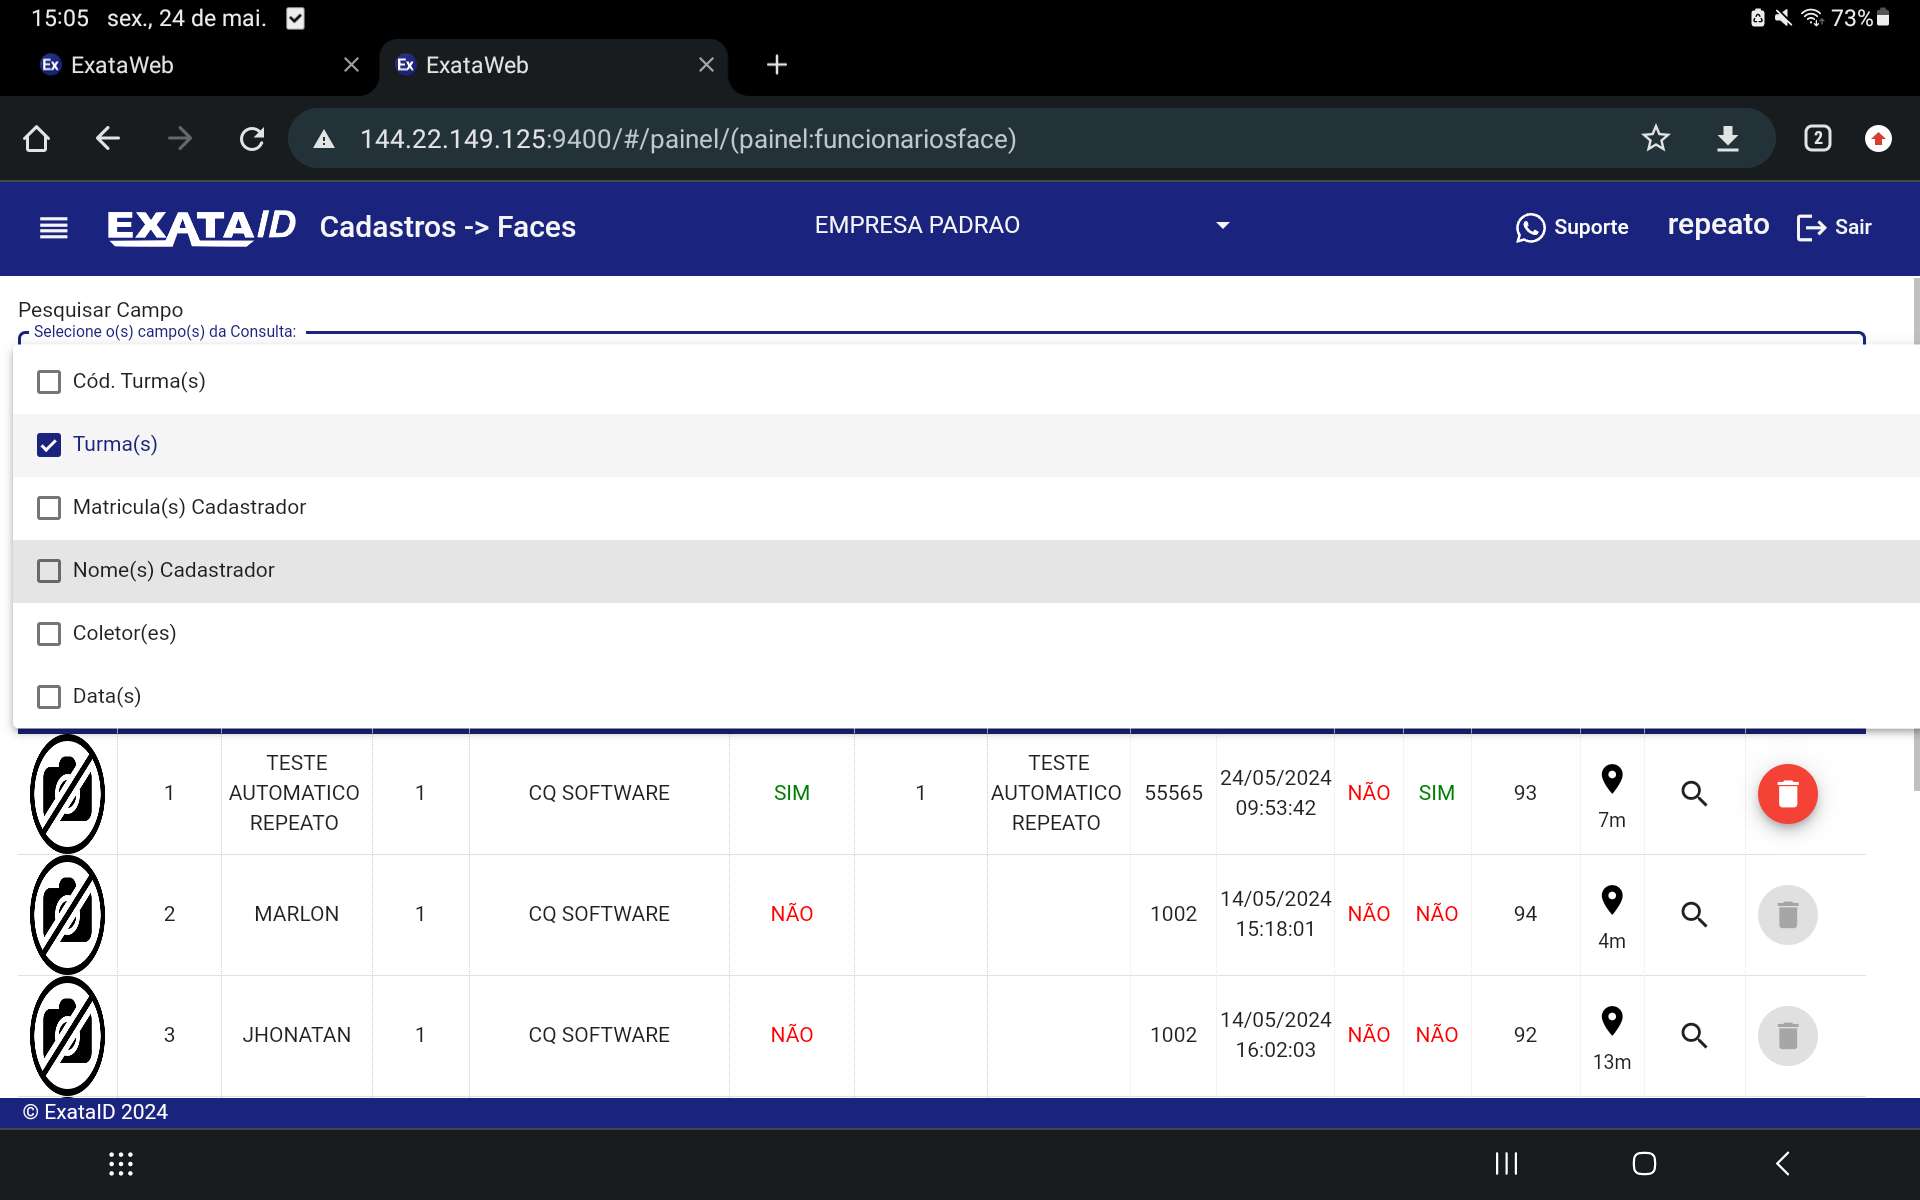 15:05 sex., 24 de mai. 73%
Ex ExataWeb Ex ExataWeb
144.22.149.125:9400/#/painel/(painel:funcionariosface) 2
EXATA ID Cadastros -> Faces EMPRESA PADRAO Suporte repeato Sair
Pesquisar Campo
Selecione o(s) campo(s) da Consulta:
Cód. Turma(s)
Turma(s)
Matricula(s) Cadastrador
Nome(s) Cadastrador
Coletor(es)
Data(s)
1 TESTE AUTOMATICO REPEATO 1 CQ SOFTWARE SIM 1 TESTE AUTOMATICO REPEATO 55565 24/05/2024 09:53:42 NÃO SIM 93 7m
2 MARLON 1 CQ SOFTWARE NÃO 1002 14/05/2024 15:18:01 NÃO NÃO 94 4m
3 JHONATAN 1 CQ SOFTWARE NÃO 1002 14/05/2024 16:02:03 NÃO NÃO 92 13m
© ExataID 2024